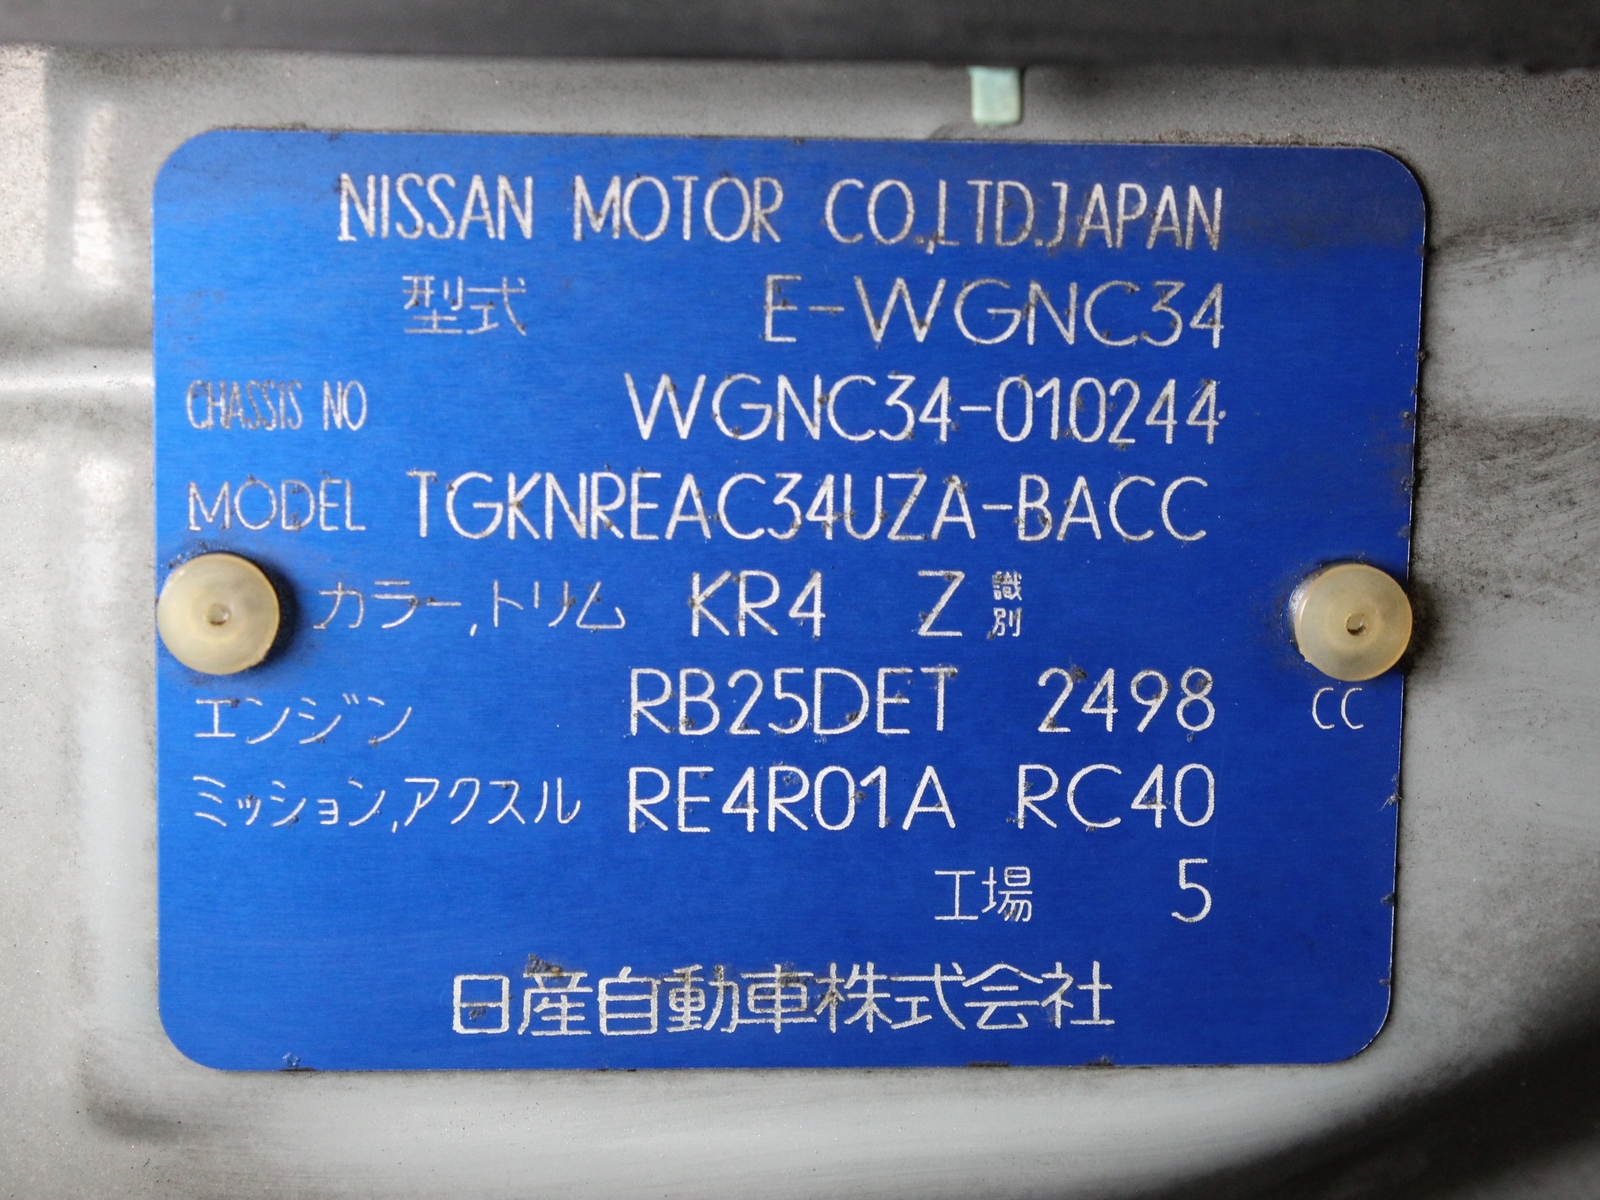 NISSAN MOTOR CO.,LTD.JAPAN
型式 E-WGNC34
CHASSIS NO WGNC34-010244
MODEL TGKNREAC34UZA-BACC
カラー,トリム KR4 Z 識別
エンジン RB25DET 2498 CC
ミッション,アクスル RE4R01A RC40
工場 5
日産自動車株式会社